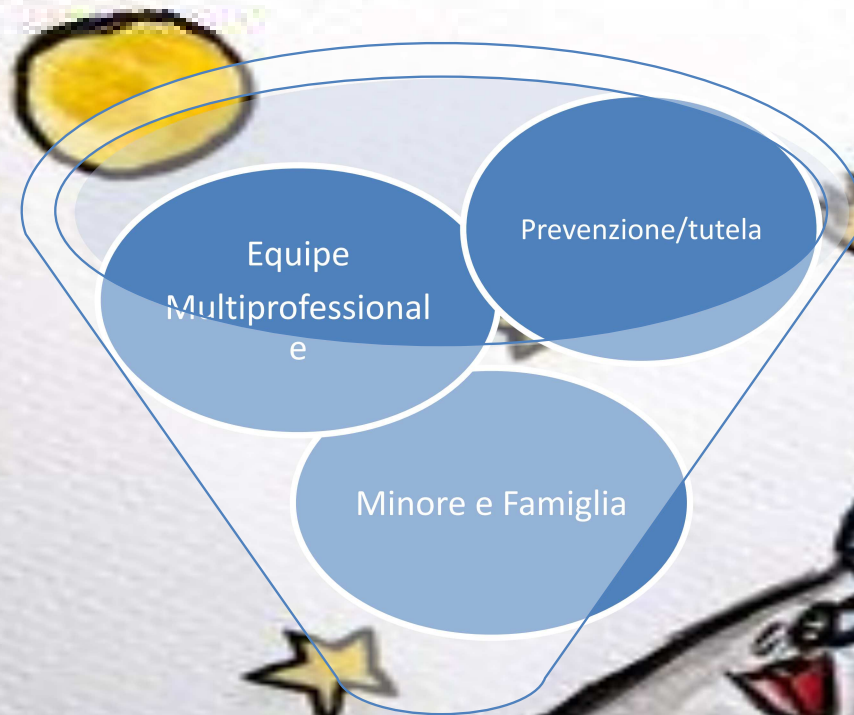 Equipe
Multiprofessional
e
Prevenzione/tutela
Minore e Famiglia